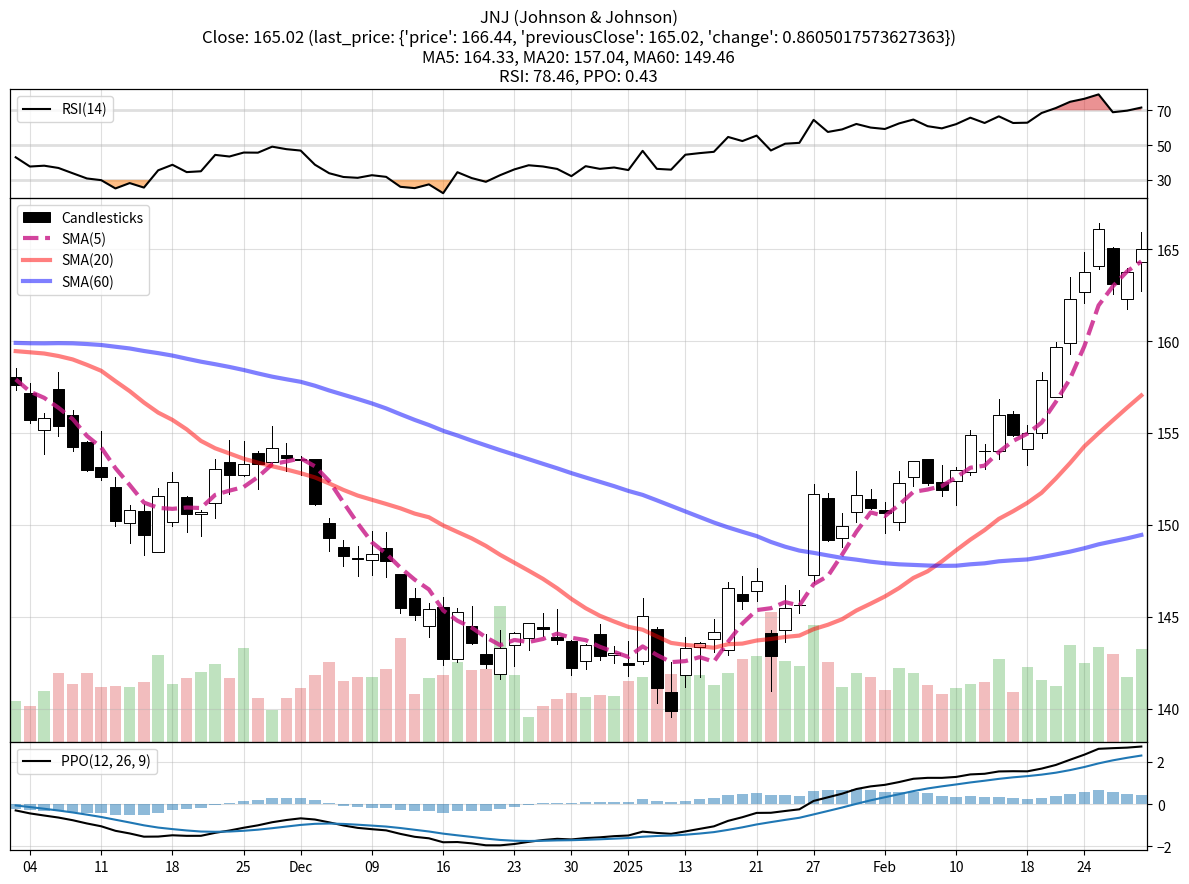 JNJ (Johnson & Johnson)
Close: 165.02 (last_price: {'price': 166.44, 'previousClose': 165.02, 'change': 0.8605017573627363})
MA5: 164.33, MA20: 157.04, MA60: 149.46
RSI: 78.46, PPO: 0.43
RSI(14)
70
50
30
Candlesticks
SMA(5)
SMA(20)
SMA(60)
165
160
155
150
145
140
PPO(12, 26, 9)
2
0
−2
04 11 18 25 Dec 09 16 23 30 2025 13 21 27 Feb 10 18 24